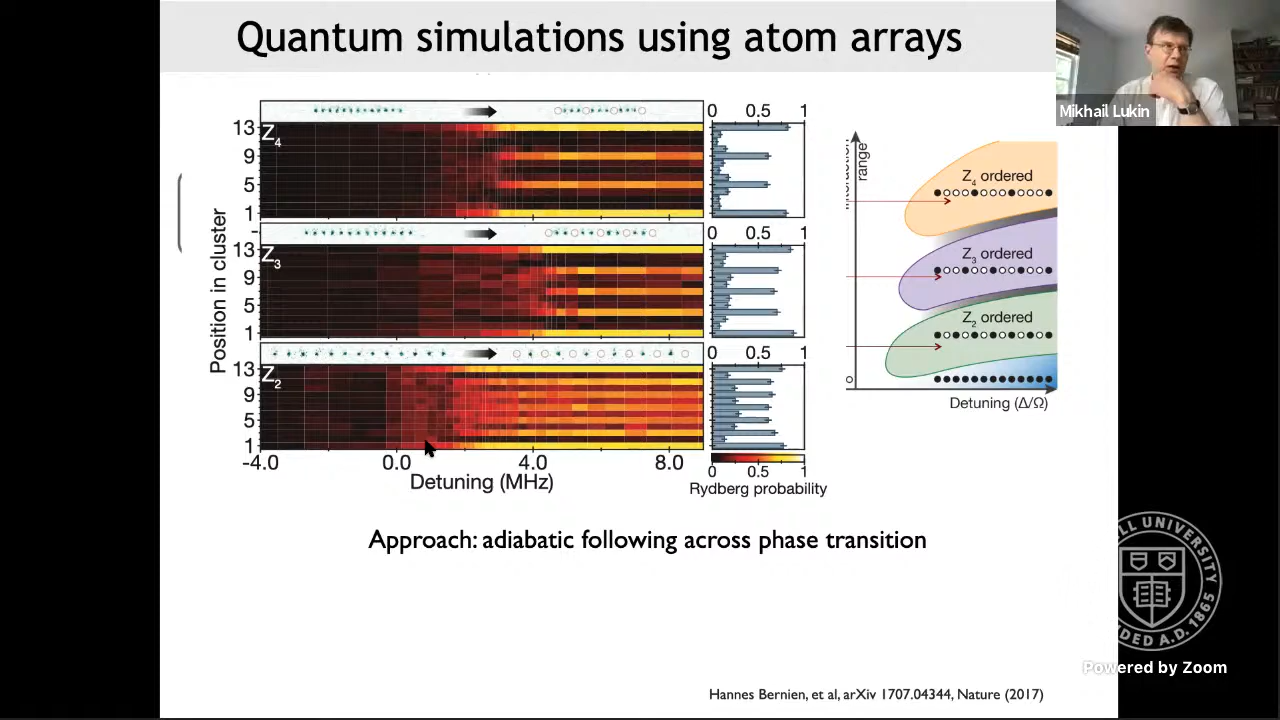 Quantum simulations using atom arrays
Mikhail Lukin
Position in cluster
13
9
5
1
Z4
0 0.5 1
13
9
5
1
Z3
0 0.5 1
13
9
5
1
Z2
0 0.5 1
-4.0 0.0 4.0 8.0
Detuning (MHz)
0 0.5 1
Rydberg probability
range
Z4 ordered
Z3 ordered
Z2 ordered
Detuning (Δ/Ω)
Approach: adiabatic following across phase transition
Hannes Bernien, et al, arXiv 1707.04344, Nature (2017)
LL UNIVERSITY
DED A.D. 1865
Powered by Zoom